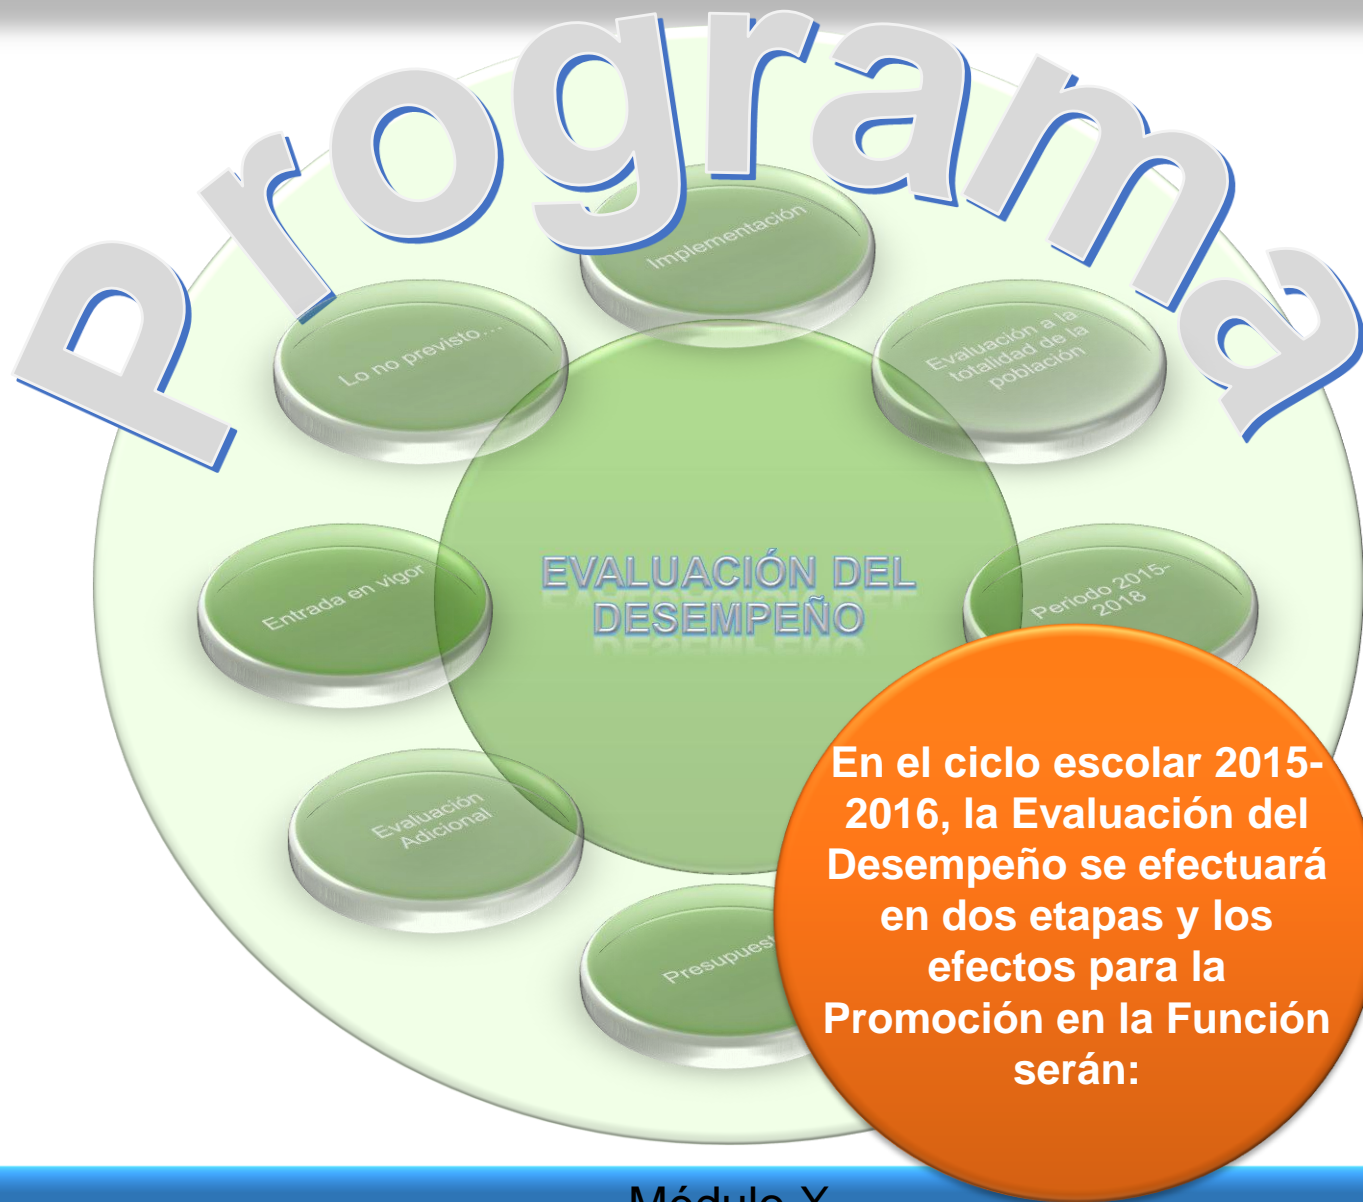 Programa
Implementación
Lo no previsto…
Evaluación a la
totalidad de la
población
Entrada en vigor
EVALUACIÓN DEL
DESEMPEÑO
Periodo 2015-
2018
Evaluación
Adicional
Presupuest
En el ciclo escolar 2015-
2016, la Evaluación del
Desempeño se efectuará
en dos etapas y los
efectos para la
Promoción en la Función
serán:
Módulo X